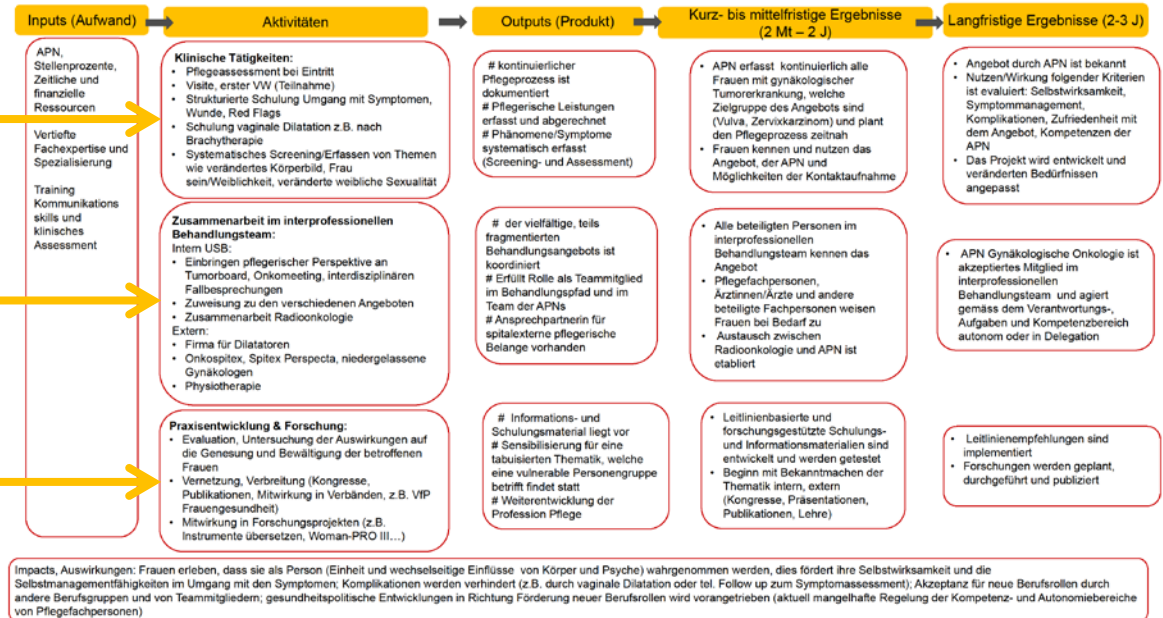 Inputs (Aufwand)
Aktivitäten
Outputs (Produkt)
Kurz- bis mittelfristige Ergebnisse
(2 Mt – 2 J)
Langfristige Ergebnisse (2-3 J)
APN,
Stellenprozente,
Zeitliche und
finanzielle
Ressourcen
Vertiefte
Fachexpertise und
Spezialisierung
Training
Kommunikations
skills und
klinisches
Assessment
Klinische Tätigkeiten:
• Pflegeassessment bei Eintritt
• Visite, erster VW (Teilnahme)
• Strukturierte Schulung Umgang mit Symptomen,
Wunde, Red Flags
• Schulung vaginale Dilatation z.B. nach
Brachytherapie
• Systematisches Screening/Erfassen von Themen
wie verändertes Körperbild, Frau
sein/Weiblichkeit, veränderte weibliche Sexualität
# kontinuierlicher
Pflegeprozess ist
dokumentiert
# Pflegerische Leistungen
erfasst und abgerechnet
# Phänomene/Symptome
systematisch erfasst
(Screening- und Assessment)
• APN erfasst kontinuierlich alle
Frauen mit gynäkologischer
Tumorerkrankung, welche
Zielgruppe des Angebots sind
(Vulva, Zervixkarzinom) und plant
den Pflegeprozess zeitnah
• Frauen kennen und nutzen das
Angebot, der APN und
Möglichkeiten der Kontaktaufnahme
• Angebot durch APN ist bekannt
• Nutzen/Wirkung folgender Kriterien
ist evaluiert: Selbstwirksamkeit,
Symptommanagement,
Komplikationen, Zufriedenheit mit
dem Angebot, Kompetenzen der
APN
• Das Projekt wird entwickelt und
veränderten Bedürfnissen
angepasst
Zusammenarbeit im interprofessionellen
Behandlungsteam:
Intern USB:
• Einbringen pflegerischer Perspektive an
Tumorboard, Onkomeeting, interdisziplinären
Fallbesprechungen
• Zuweisung zu den verschiedenen Angeboten
• Zusammenarbeit Radioonkologie
Extern:
• Firma für Dilatatoren
• Onkospitex, Spitex Perspecta, niedergelassene
Gynäkologen
• Physiotherapie
# der vielfältige, teils
fragmentierten
Behandlungsangebots ist
koordiniert
# Erfüllt Rolle als Teammitglied
im Behandlungspfad und im
Team der APNs
# Ansprechpartnerin für
spitalexterne pflegerische
Belange vorhanden
• Alle beteiligten Personen im
interprofessionellen
Behandlungsteam kennen das
Angebot
• Pflegefachpersonen,
Ärztinnen/Ärzte und andere
beteiligte Fachpersonen weisen
Frauen bei Bedarf zu
• Austausch zwischen
Radioonkologie und APN ist
etabliert
• APN Gynäkologische Onkologie ist
akzeptiertes Mitglied im
interprofessionellen
Behandlungsteam und agiert
gemäss dem Verantwortungs-,
Aufgaben und Kompetenzbereich
autonom oder in Delegation
Praxisentwicklung & Forschung:
• Evaluation, Untersuchung der Auswirkungen auf
die Genesung und Bewältigung der betroffenen
Frauen
• Vernetzung, Verbreitung (Kongresse,
Publikationen, Mitwirkung in Verbänden, z.B. VfP
Frauengesundheit)
• Mitwirkung in Forschungsprojekten (z.B.
Instrumente übersetzen, Woman-PRO III…)
# Informations- und
Schulungsmaterial liegt vor
# Sensibilisierung für eine
tabuisierten Thematik, welche
eine vulnerable Personengruppe
betrifft findet statt
# Weiterentwicklung der
Profession Pflege
• Leitlinienbasierte und
forschungsgestützte Schulungs-
und Informationsmaterialien sind
entwickelt und werden getestet
• Beginn mit Bekanntmachen der
Thematik intern, extern
(Kongresse, Präsentationen,
Publikationen, Lehre)
• Leitlinienempfehlungen sind
implementiert
• Forschungen werden geplant,
durchgeführt und publiziert
Impacts, Auswirkungen: Frauen erleben, dass sie als Person (Einheit und wechselseitige Einflüsse von Körper und Psyche) wahrgenommen werden, dies fördert ihre Selbstwirksamkeit und die
Selbstmanagementfähigkeiten im Umgang mit den Symptomen; Komplikationen werden verhindert (z.B. durch vaginale Dilatation oder tel. Follow up zum Symptomassessment); Akzeptanz für neue Berufsrollen durch
andere Berufsgruppen und von Teammitgliedern; gesundheitspolitische Entwicklungen in Richtung Förderung neuer Berufsrollen wird vorangetrieben (aktuell mangelhafte Regelung der Kompetenz- und Autonomiebereiche
von Pflegefachpersonen)